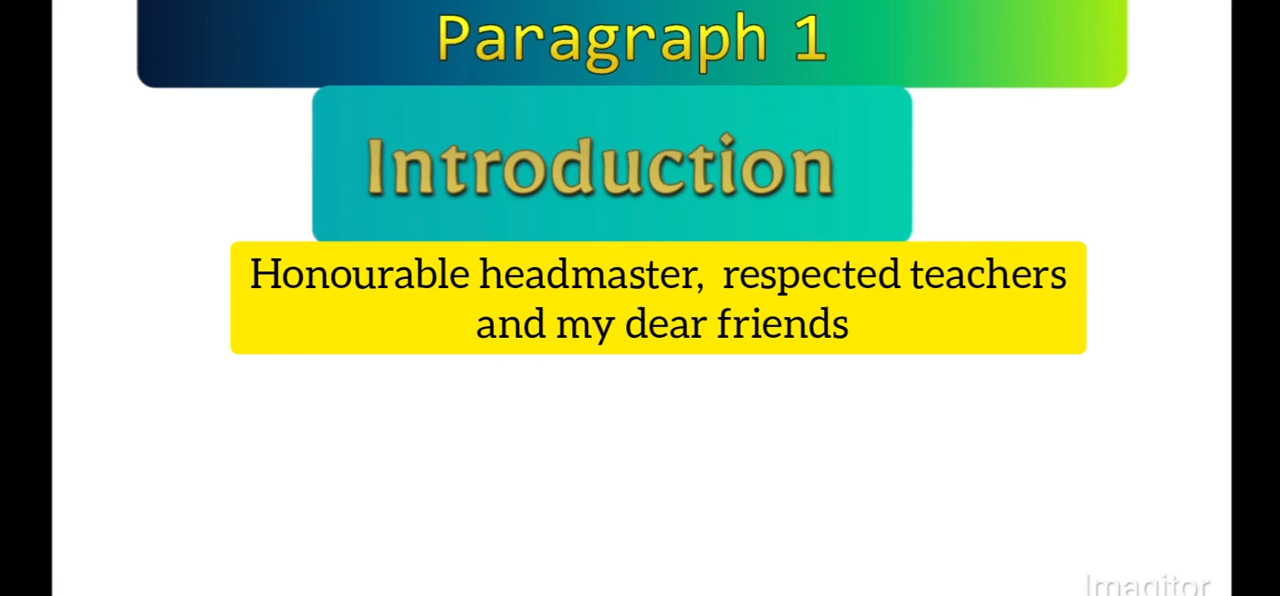 Paragraph 1
Introduction
Honourable headmaster, respected teachers
and my dear friends
Imagitor